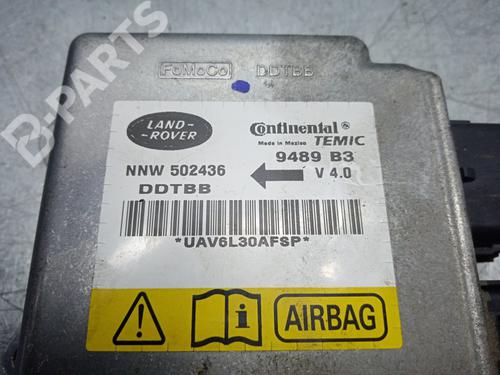 FoMoCo DDTBB
B-PARTS
LAND-
ROVER
Continental
Made in Mexico TEMIC
9489 B3
NNW 502436
V 4.0
DDTBB
*UAV6L30AFSP*
AIRBAG